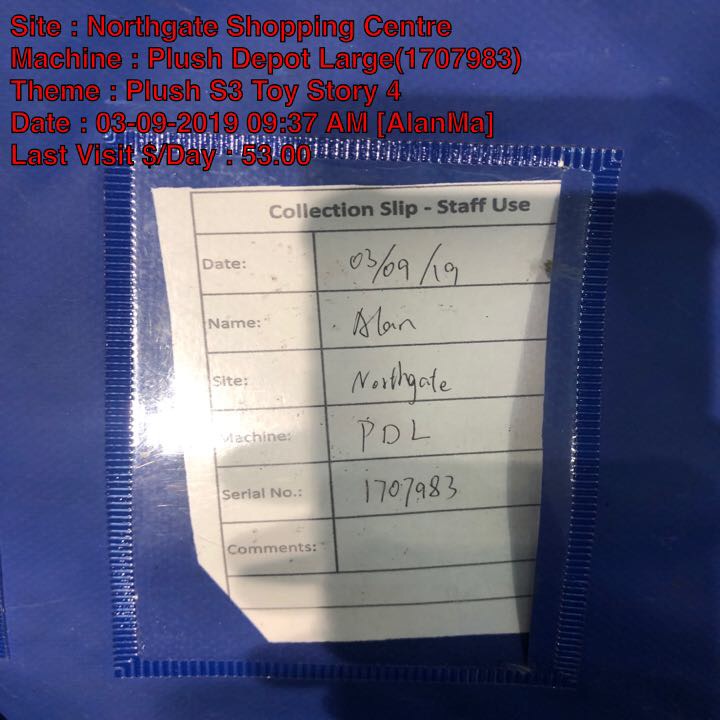 Site : Northgate Shopping Centre
Machine : Plush Depot Large(1707983)
Theme : Plush S3 Toy Story 4
Date : 03-09-2019 09:37 AM [AlanMa]
Last Visit $/Day : 53.00
Collection Slip - Staff Use
Date: 03/09/19
Name: Alan
Site: Northgate
Machine: PDL
Serial No.: 1707983
Comments: